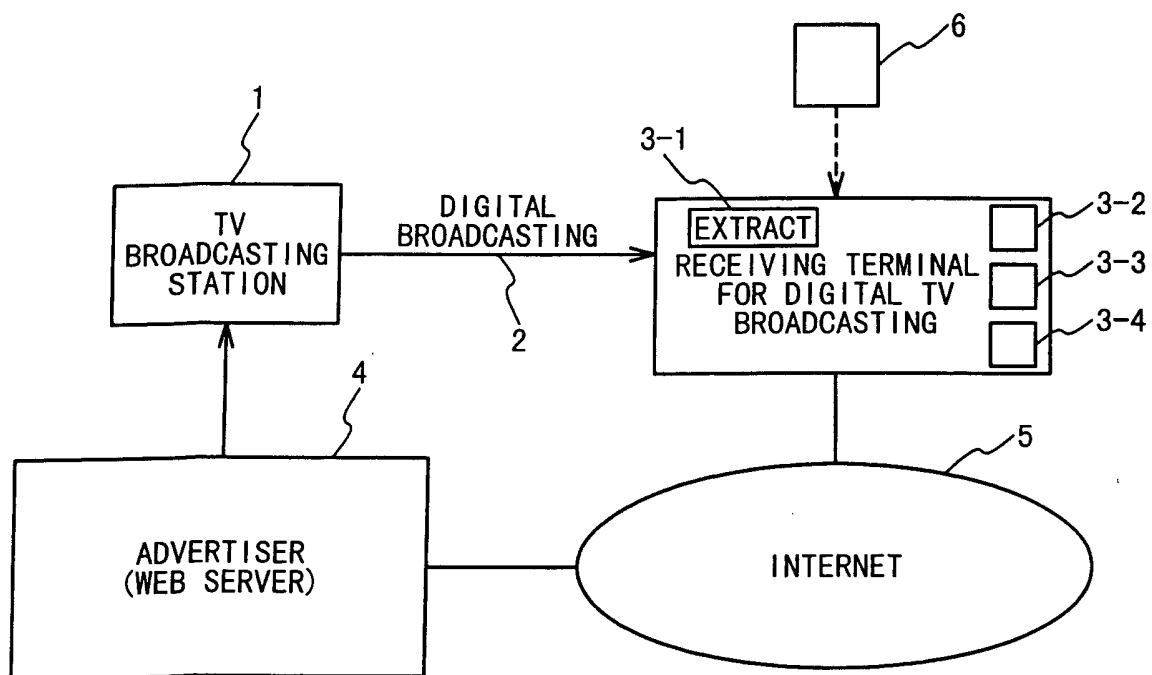 6
1
3-1
TV
BROADCASTING
STATION
DIGITAL
BROADCASTING
2
EXTRACT
RECEIVING TERMINAL
FOR DIGITAL TV
BROADCASTING
3-2
3-3
3-4
4
5
ADVERTISER
(WEB SERVER)
INTERNET